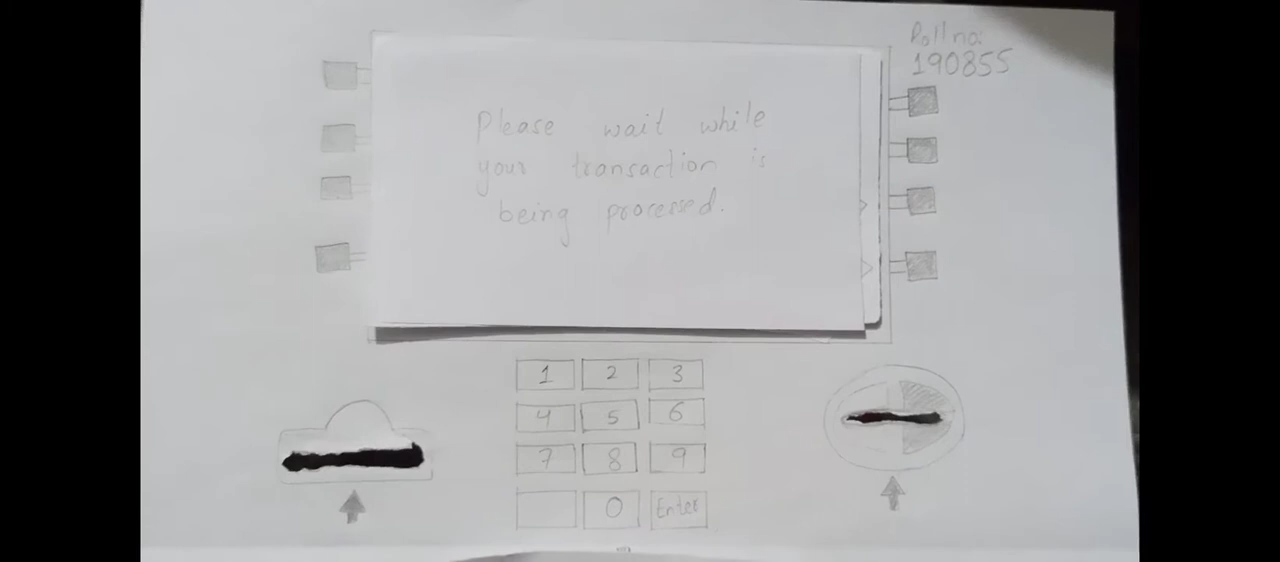 Roll no:
190855
Please wait while
your transaction is
being processed.
1 2 3
4 5 6
7 8 9
0 Enter